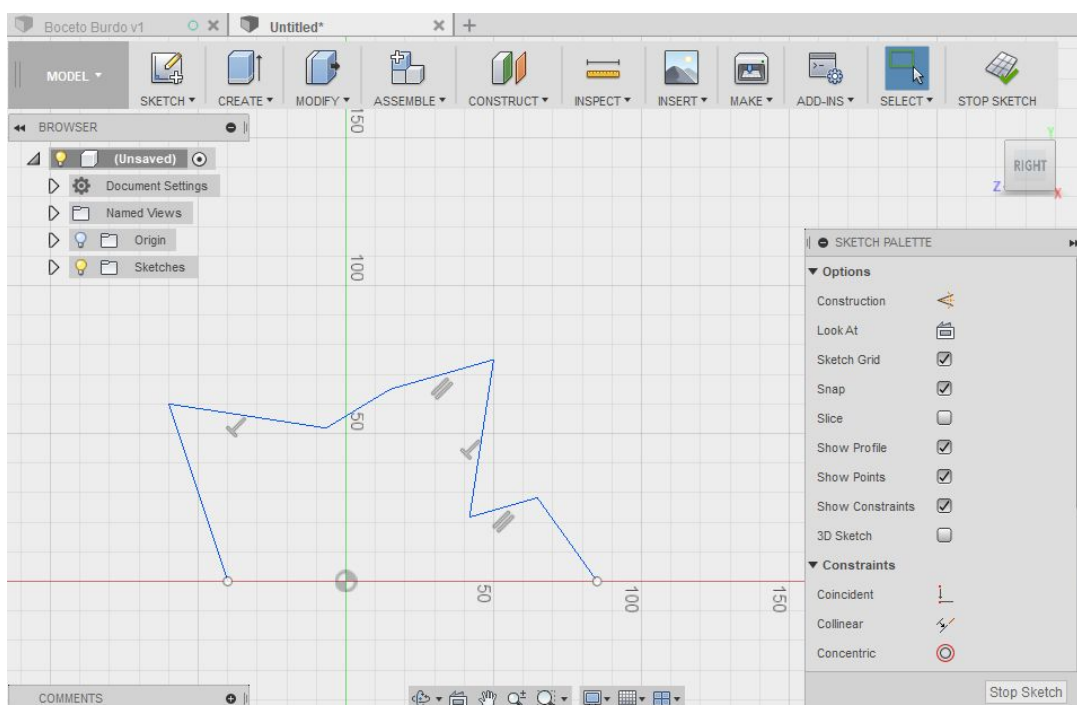 Boceto Burdo v1
Untitled*
+
MODEL
SKETCH
CREATE
MODIFY
ASSEMBLE
CONSTRUCT
INSPECT
INSERT
MAKE
ADD-INS
SELECT
STOP SKETCH
BROWSER
(Unsaved)
Document Settings
Named Views
Origin
Sketches
150
100
50
50
100
150
Y
RIGHT
Z
X
SKETCH PALETTE
Options
Construction
Look At
Sketch Grid
Snap
Slice
Show Profile
Show Points
Show Constraints
3D Sketch
Constraints
Coincident
Collinear
Concentric
Stop Sketch
COMMENTS